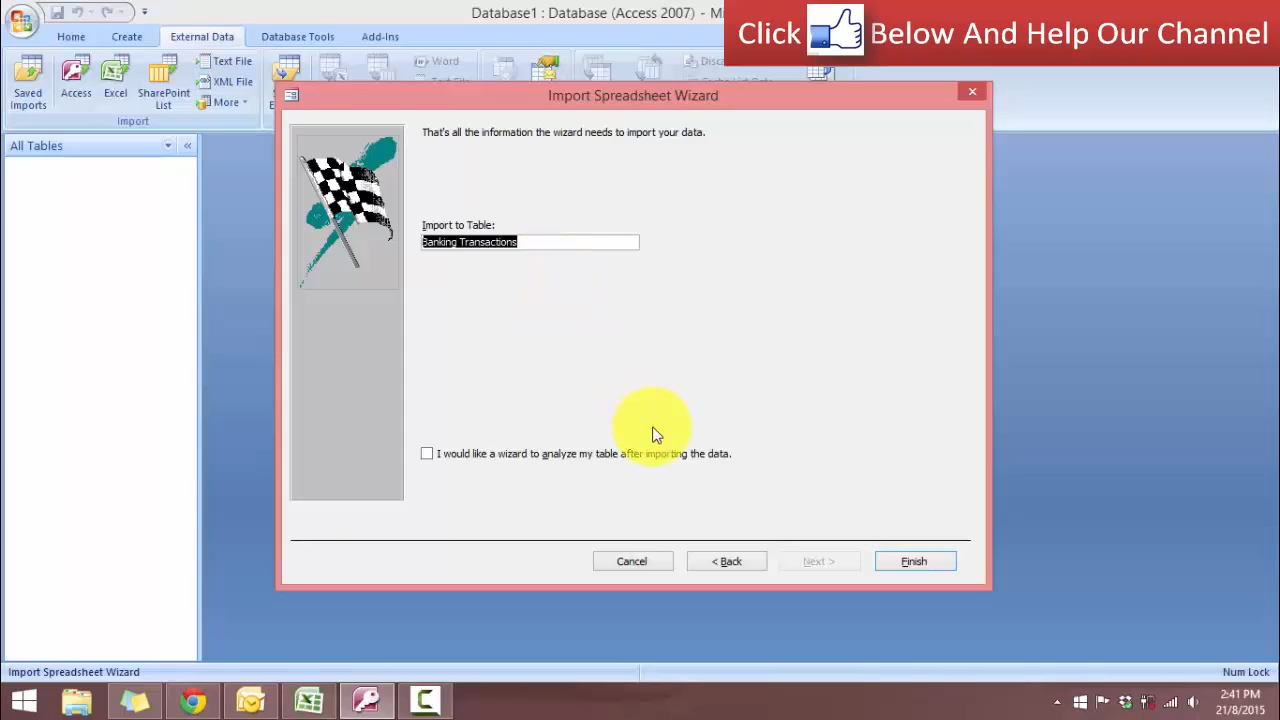 Database1 : Database (Access 2007) - Mi
Click Below And Help Our Channel
Home Create External Data Database Tools Add-Ins
Saved Imports
Access
Excel
SharePoint List
Text File
XML File
More
Word
Import
All Tables
«
Import Spreadsheet Wizard
That's all the information the wizard needs to import your data.
Import to Table:
Banking Transactions
I would like a wizard to analyze my table after importing the data.
Cancel < Back Next > Finish
Import Spreadsheet Wizard Num Lock
2:41 PM
21/8/2015